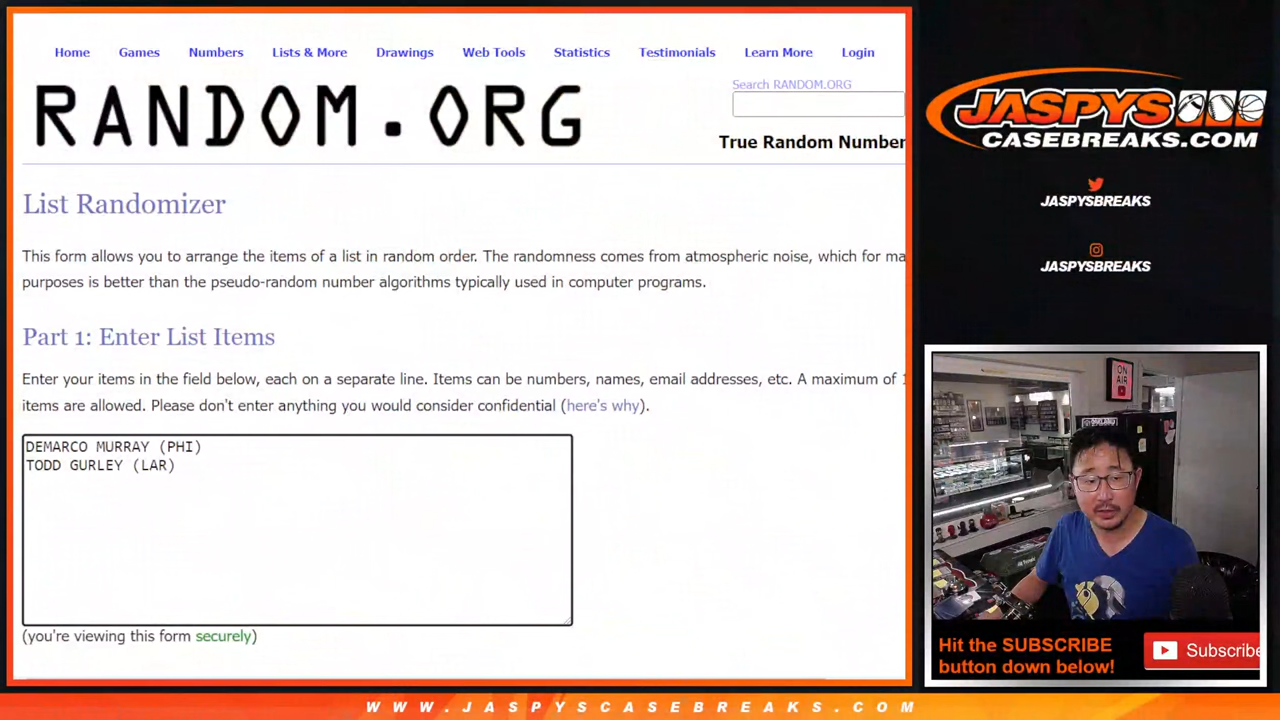 Home Games Numbers Lists & More Drawings Web Tools Statistics Testimonials Learn More Login
RANDOM.ORG
Search RANDOM.ORG
True Random Number
List Randomizer
This form allows you to arrange the items of a list in random order. The randomness comes from atmospheric noise, which for ma
purposes is better than the pseudo-random number algorithms typically used in computer programs.
Part 1: Enter List Items
Enter your items in the field below, each on a separate line. Items can be numbers, names, email addresses, etc. A maximum of 1
items are allowed. Please don't enter anything you would consider confidential (here's why).
DEMARCO MURRAY (PHI)
TODD GURLEY (LAR)
(you're viewing this form securely)
JASPYS
CASEBREAKS.COM
JASPYSBREAKS
JASPYSBREAKS
ON
AIR
Hit the SUBSCRIBE
button down below!
Subscribe
WWW.JASPYSCASEBREAKS.COM